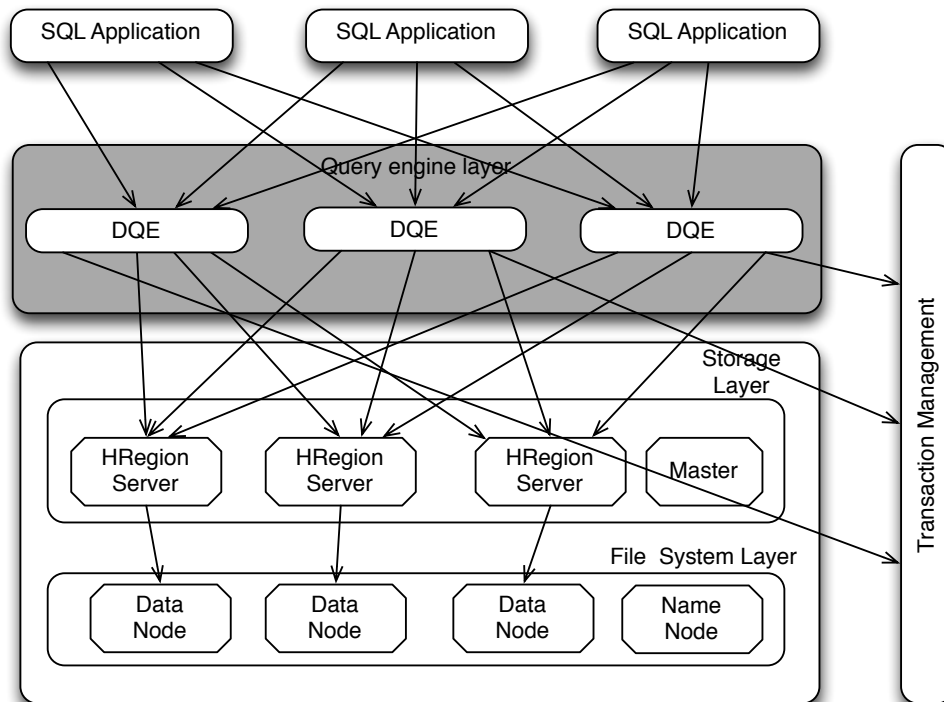 SQL Application
SQL Application
SQL Application
Query engine layer
DQE
DQE
DQE
Storage
Layer
HRegion
Server
HRegion
Server
HRegion
Server
Master
File System Layer
Data
Node
Data
Node
Data
Node
Name
Node
Transaction Management